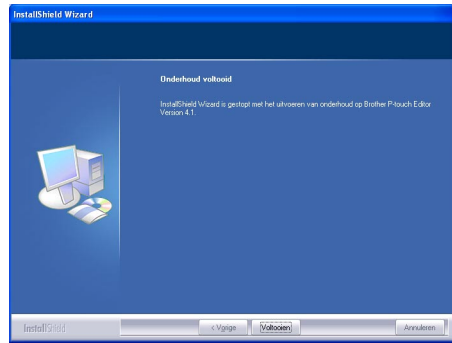 InstallShield Wizard
Onderhoud voltooid
InstallShield Wizard is gestopt met het uitvoeren van onderhoud op Brother P-touch Editor
Version 4.1.
InstallShield
< Vorige
Voltooien
Annuleren